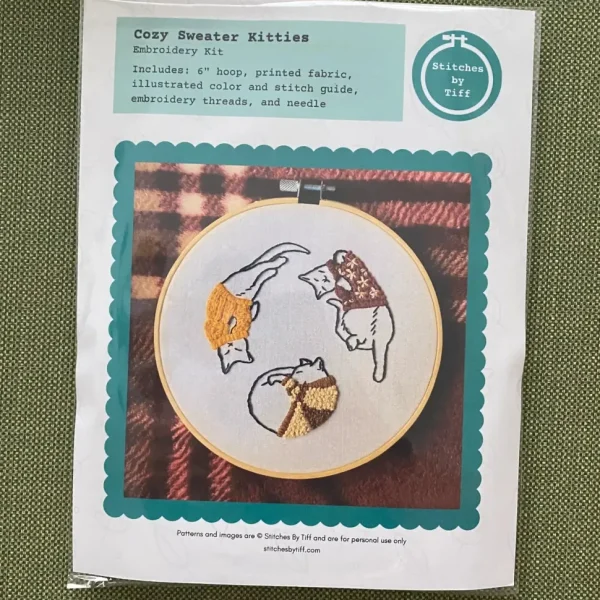 Cozy Sweater Kitties
Embroidery Kit
Includes: 6" hoop, printed fabric,
illustrated color and stitch guide,
embroidery threads, and needle
Stitches
by
Tiff
Patterns and images are © Stitches By Tiff and are for personal use only
stitchesbytiff.com